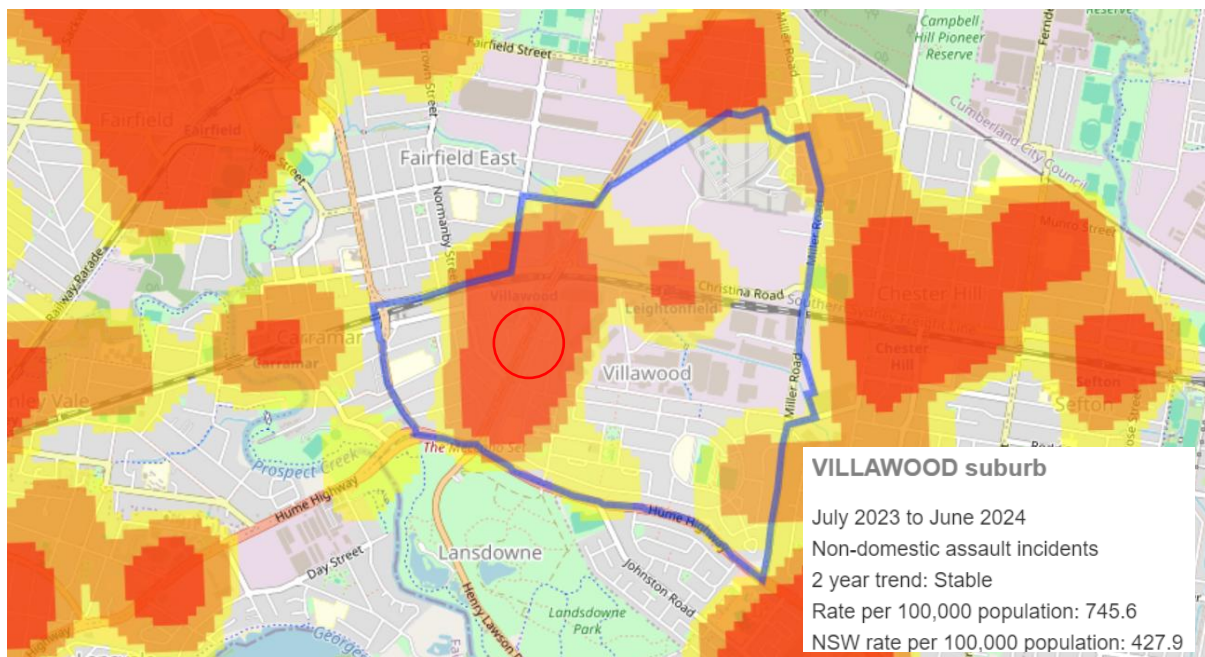 Campbell
Hill Pioneer
Reserve
Reserve
Fairfield Street
Miller Road
Fairfield
Fairfield
Cumberland City Council
Fairfield East
Normanby Street
Munro Street
Miller Road
Railway Parade
Villawood
Christina Road
Leightonfield
Chester Hill
Carramar
Carramar
Chester
Hill
Villawood
Miller Road
Sefton
Sefton
Prospect Creek
Hume Highway
VILLAWOOD suburb
July 2023 to June 2024
Non-domestic assault incidents
2 year trend: Stable
Rate per 100,000 population: 745.6
NSW rate per 100,000 population: 427.9
Hume Highway
Lansdowne
Day Street
Johnston Road
Henry Lawson
Lansdowne
Park